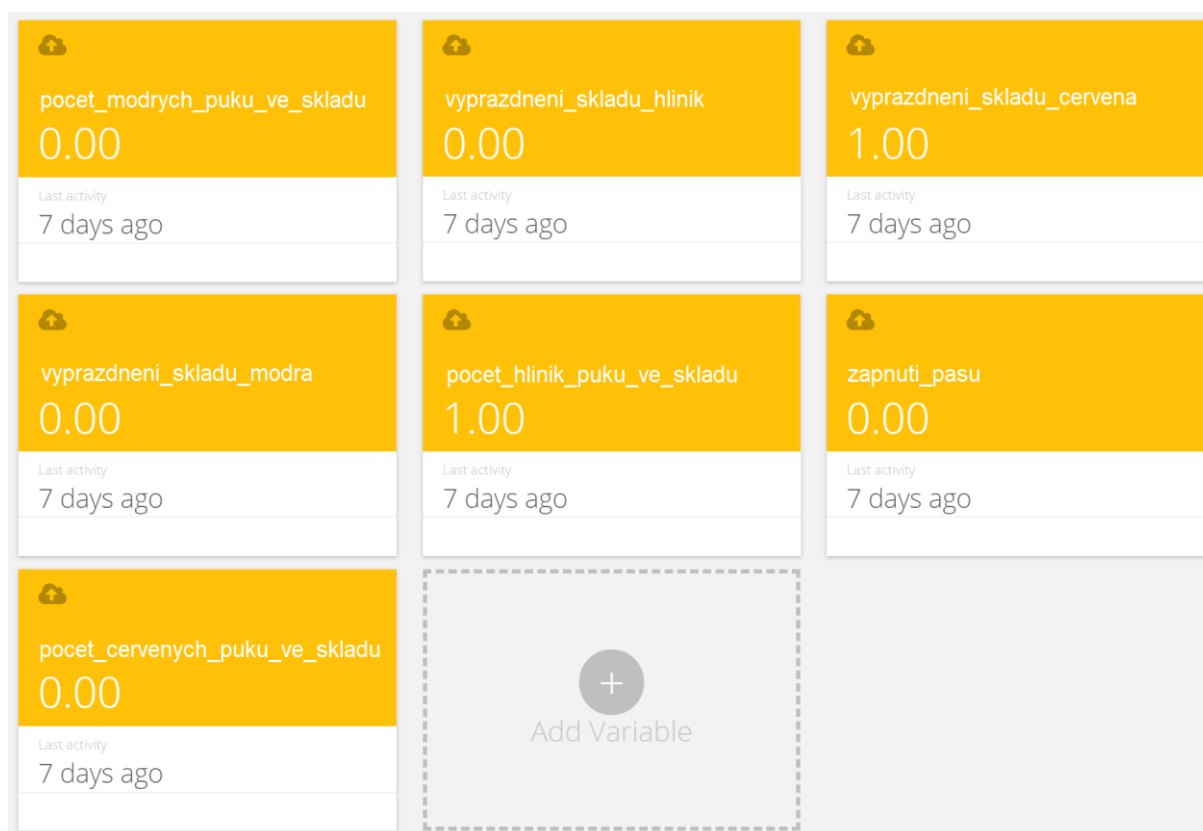 pocet_modrych_puku_ve_skladu
0.00
Last activity
7 days ago
vyprazdneni_skladu_hlinik
0.00
Last activity
7 days ago
vyprazdneni_skladu_cervena
1.00
Last activity
7 days ago
vyprazdneni_skladu_modra
0.00
Last activity
7 days ago
pocet_hlinik_puku_ve_skladu
1.00
Last activity
7 days ago
zapnuti_pasu
0.00
Last activity
7 days ago
pocet_cervenych_puku_ve_skladu
0.00
Last activity
7 days ago
+
Add Variable